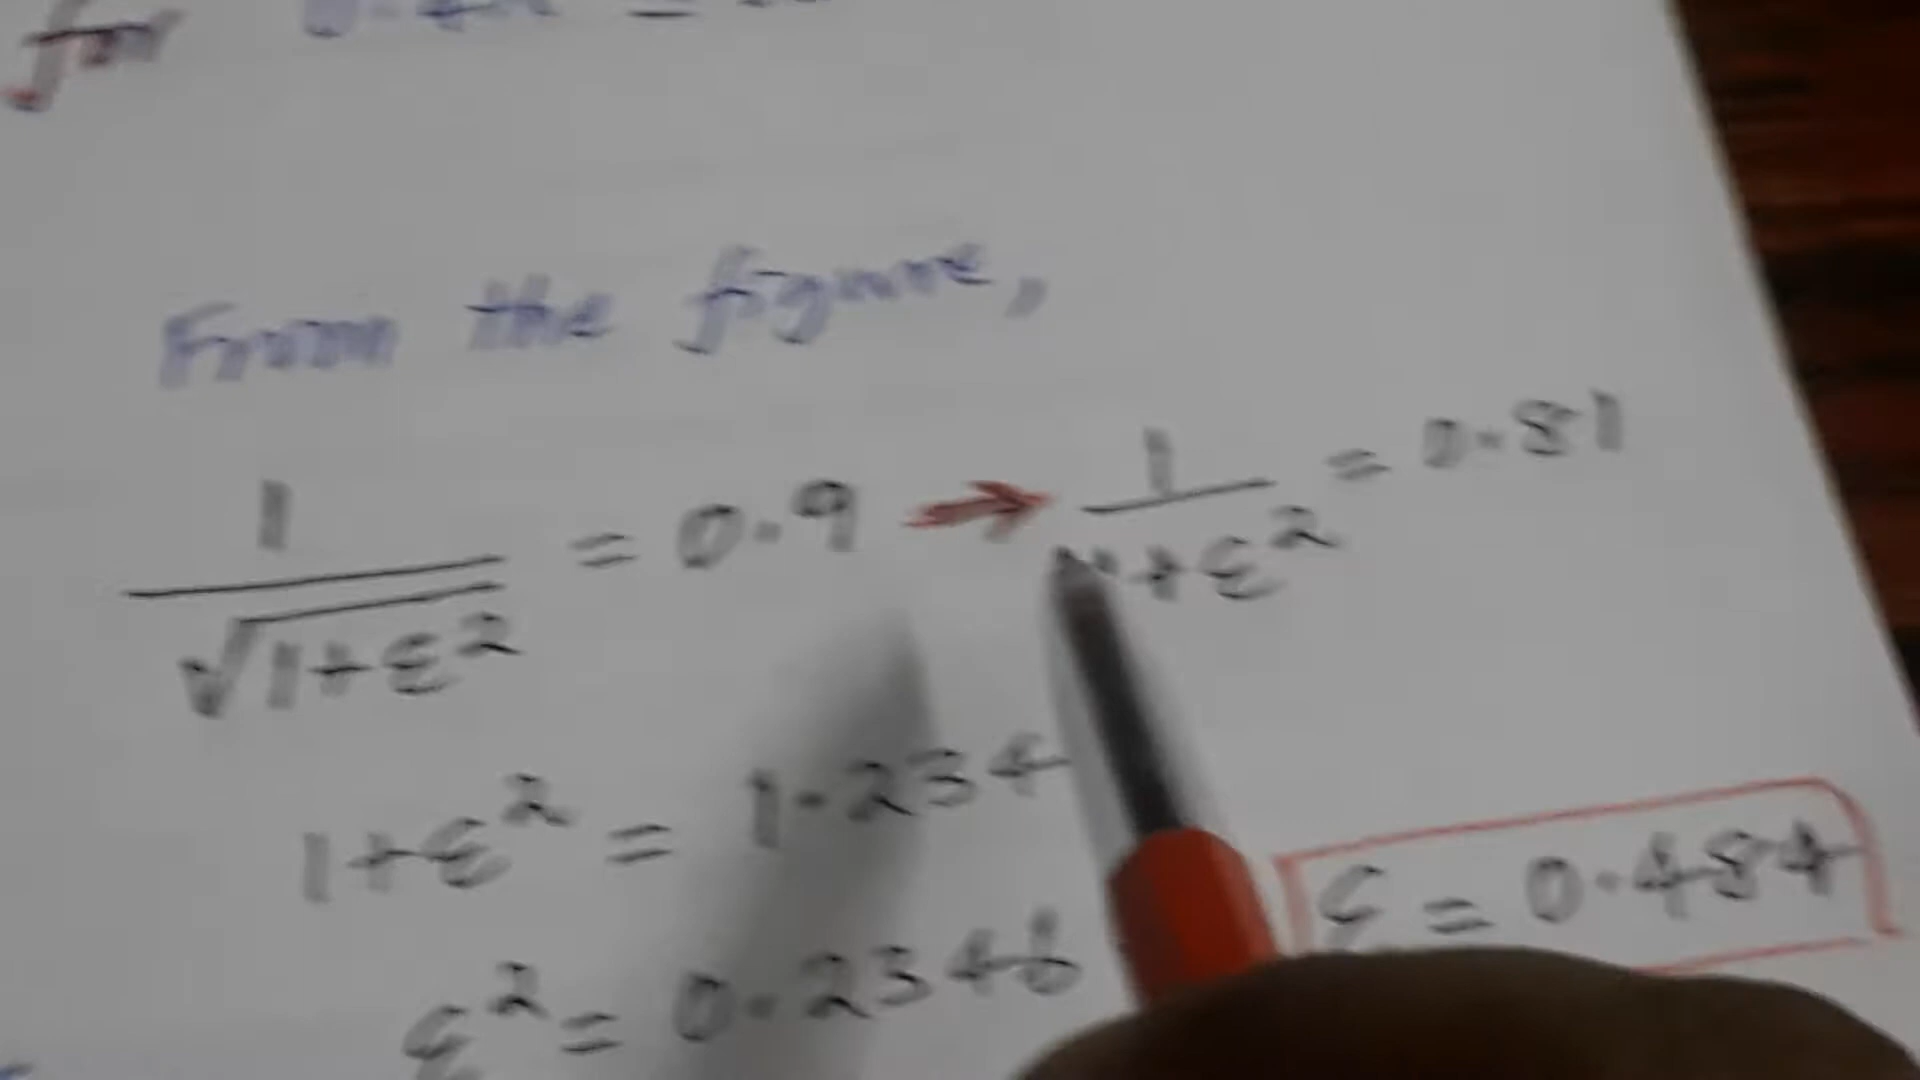 for
From the figure,
1/√(1+ε²) = 0.9 → 1/(1+ε²) = 0.81
1+ε² = 1.234
ε² = 0.2346
ε = 0.484